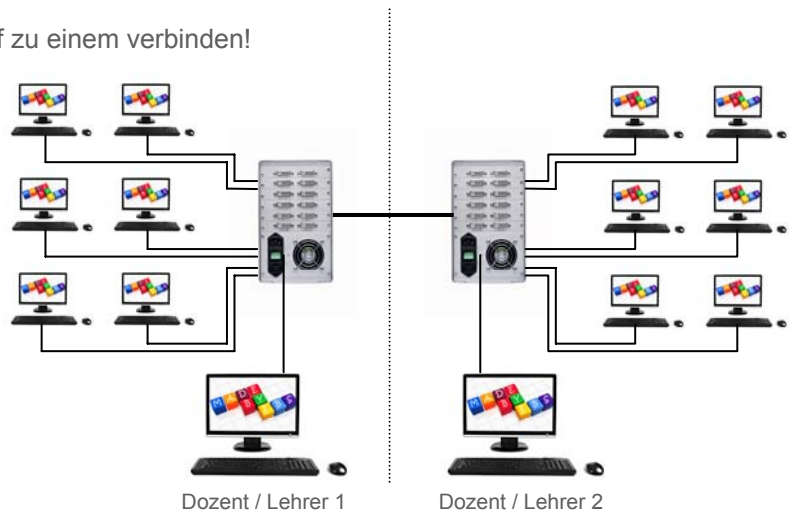 zu einem verbinden!
Dozent / Lehrer 1
Dozent / Lehrer 2